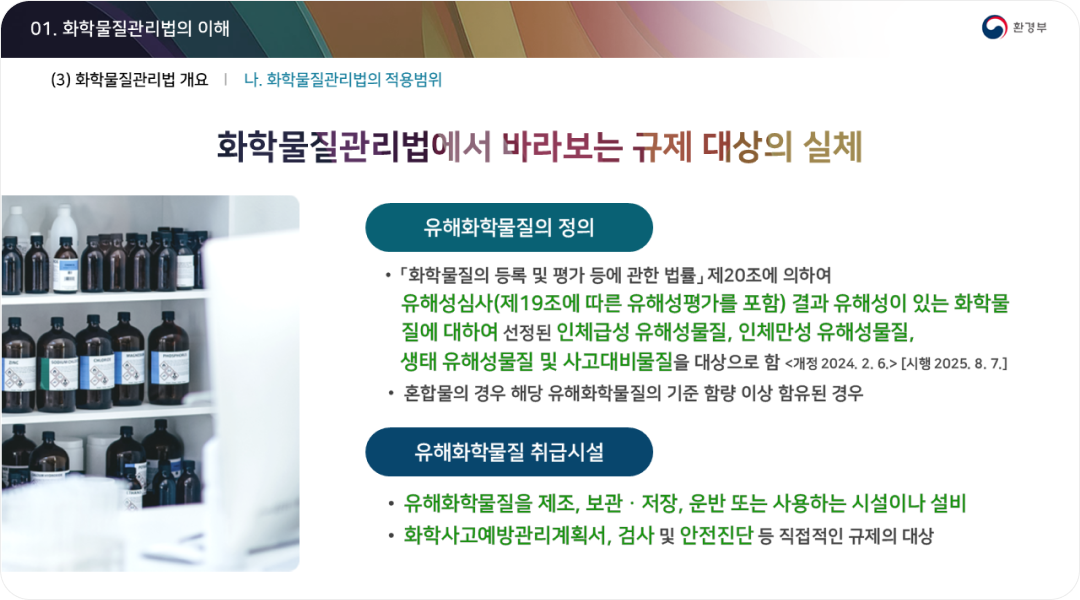 01. 화학물질관리법의 이해
환경부
(3) 화학물질관리법 개요 | 나. 화학물질관리법의 적용범위
화학물질관리법에서 바라보는 규제 대상의 실체
유해화학물질의 정의
• 「화학물질의 등록 및 평가 등에 관한 법률」 제20조에 의하여
유해성심사(제19조에 따른 유해성평가를 포함) 결과 유해성이 있는 화학물
질에 대하여 선정된 인체급성 유해성물질, 인체만성 유해성물질,
생태 유해성물질 및 사고대비물질을 대상으로 함 <개정 2024. 2. 6.> [시행 2025. 8. 7.]
• 혼합물의 경우 해당 유해화학물질의 기준 함량 이상 함유된 경우
유해화학물질 취급시설
• 유해화학물질을 제조, 보관 · 저장, 운반 또는 사용하는 시설이나 설비
• 화학사고예방관리계획서, 검사 및 안전진단 등 직접적인 규제의 대상